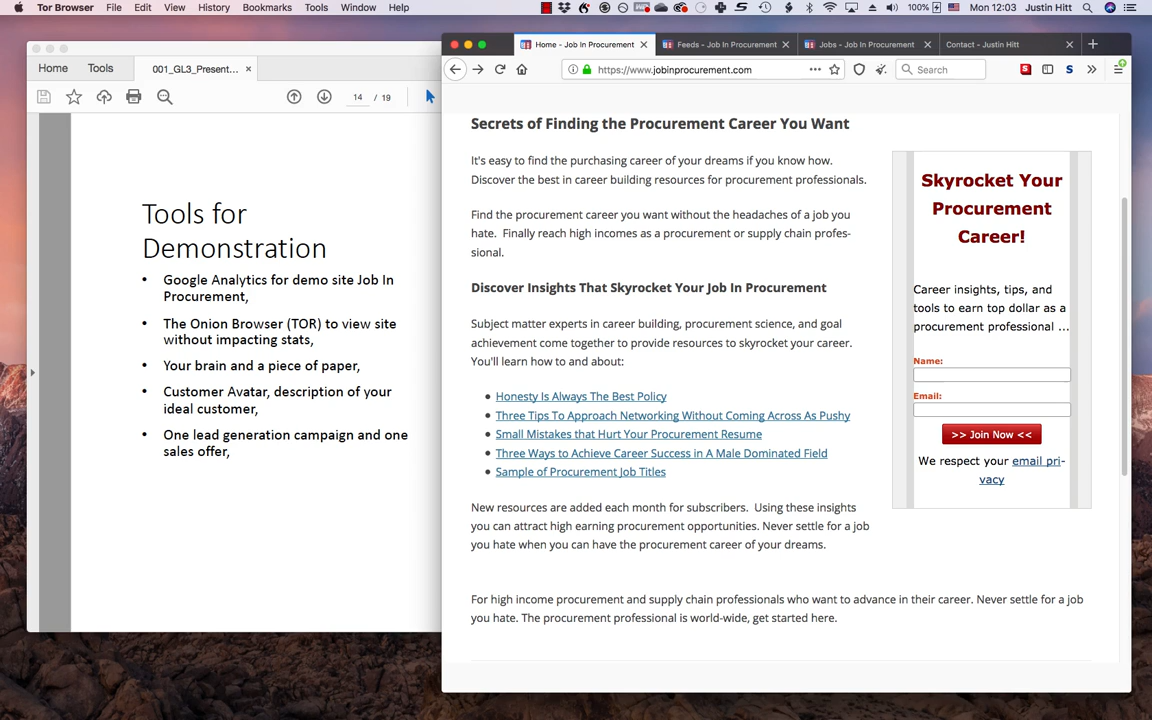 Tor Browser File Edit View History Bookmarks Tools Window Help 100% Mon 12:03 Justin Hitt
Home Tools 001_GL3_Present... ×
14 / 19
Tools for
Demonstration
• Google Analytics for demo site Job In
Procurement,
• The Onion Browser (TOR) to view site
without impacting stats,
• Your brain and a piece of paper,
• Customer Avatar, description of your
ideal customer,
• One lead generation campaign and one
sales offer,
Home - Job In Procurement × Feeds - Job In Procurement × Jobs - Job In Procurement × Contact - Justin Hitt × +
https://www.jobinprocurement.com Search
Secrets of Finding the Procurement Career You Want
It's easy to find the purchasing career of your dreams if you know how.
Discover the best in career building resources for procurement professionals.
Find the procurement career you want without the headaches of a job you
hate. Finally reach high incomes as a procurement or supply chain profes-
sional.
Discover Insights That Skyrocket Your Job In Procurement
Subject matter experts in career building, procurement science, and goal
achievement come together to provide resources to skyrocket your career.
You'll learn how to and about:
• Honesty Is Always The Best Policy
• Three Tips To Approach Networking Without Coming Across As Pushy
• Small Mistakes that Hurt Your Procurement Resume
• Three Ways to Achieve Career Success in A Male Dominated Field
• Sample of Procurement Job Titles
New resources are added each month for subscribers. Using these insights
you can attract high earning procurement opportunities. Never settle for a job
you hate when you can have the procurement career of your dreams.
For high income procurement and supply chain professionals who want to advance in their career. Never settle for a job
you hate. The procurement professional is world-wide, get started here.
Skyrocket Your
Procurement
Career!
Career insights, tips, and
tools to earn top dollar as a
procurement professional ...
Name:
Email:
>> Join Now <<
We respect your email pri-
vacy